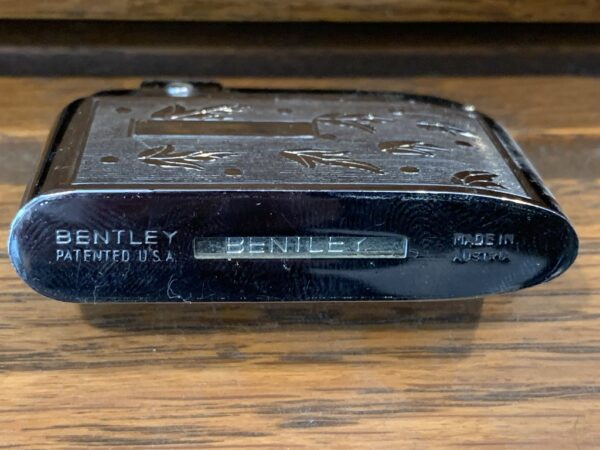 BENTLEY
PATENTED U.S.A
BENTLEY
MADE IN
AUSTRIA